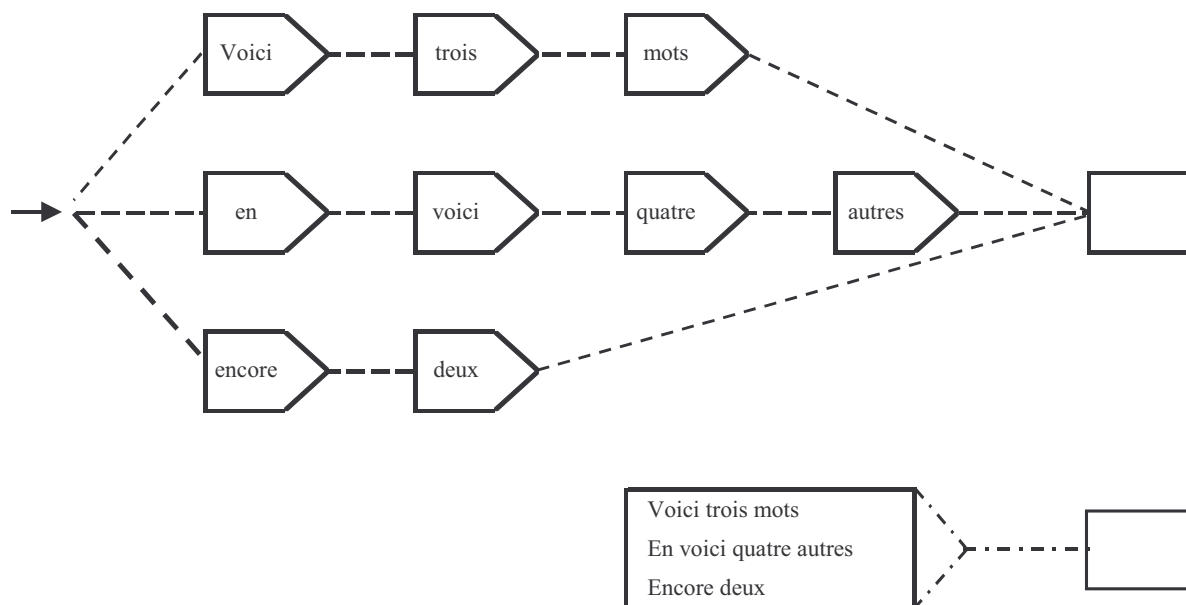 Voici trois mots
en voici quatre autres
encore deux
Voici trois mots
En voici quatre autres
Encore deux